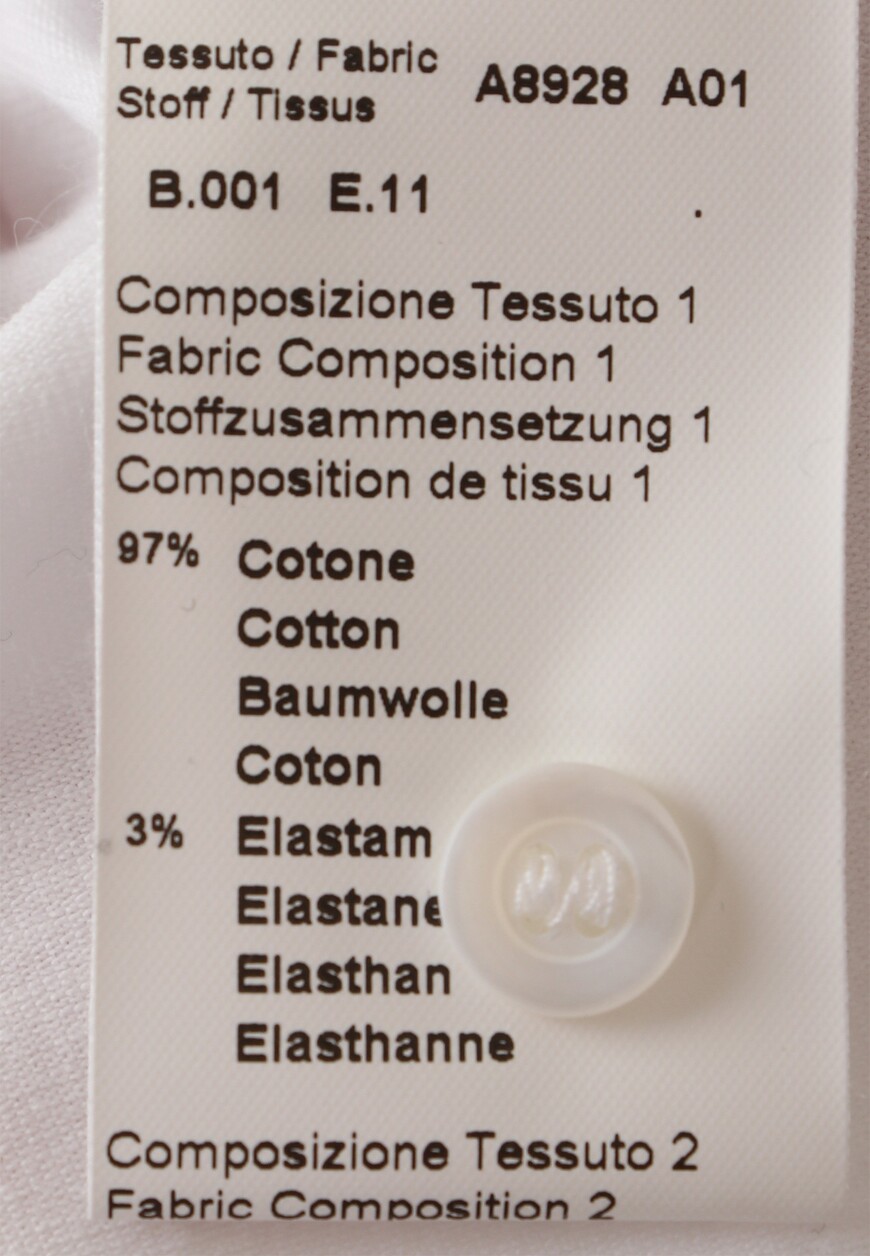 Tessuto / Fabric
Stoff / Tissus
A8928 A01
B.001 E.11
Composizione Tessuto 1
Fabric Composition 1
Stoffzusammensetzung 1
Composition de tissu 1
97% Cotone
Cotton
Baumwolle
Coton
3% Elastam
Elastane
Elasthan
Elasthanne
Composizione Tessuto 2
Fabric Composition 2